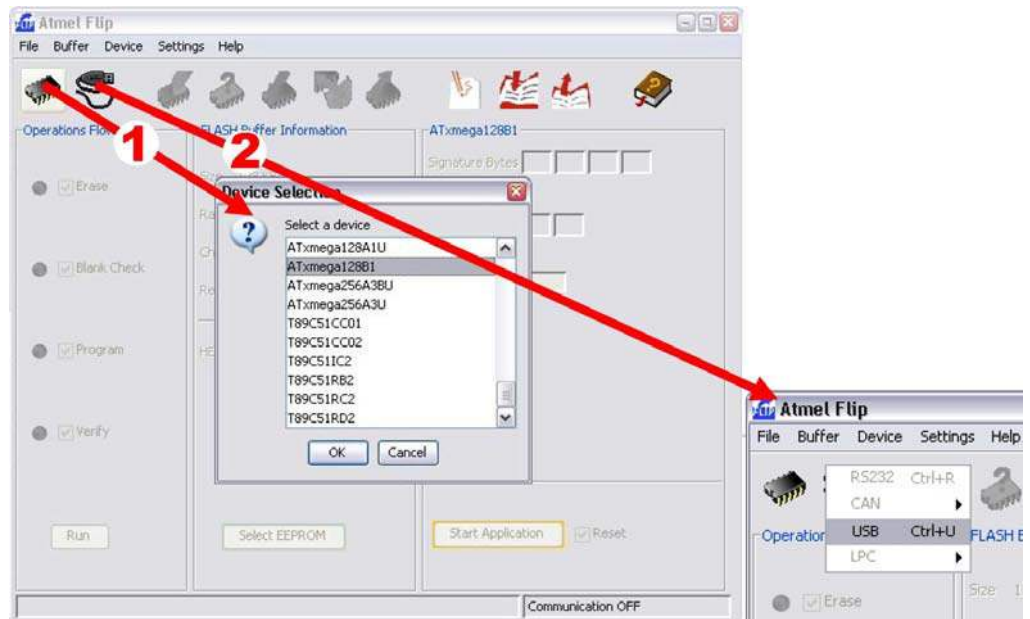 Atmel Flip
File Buffer Device Settings Help
1
2
Operations Flow
FLASH Buffer Information
ATxmega128B1
Signature Bytes
Erase
Blank Check
Program
Verify
Device Selection
Select a device
ATxmega128A1U
ATxmega128B1
ATxmega256A3BU
ATxmega256A3U
T89C51CC01
T89C51CC02
T89C51IC2
T89C51RB2
T89C51RC2
T89C51RD2
OK Cancel
Run
Select EEPROM
Start Application Reset
Communication OFF
Atmel Flip
File Buffer Device Settings Help
RS232 Ctrl+R
CAN
USB Ctrl+U
LPC
Operation
FLASH B
Size 1
Erase